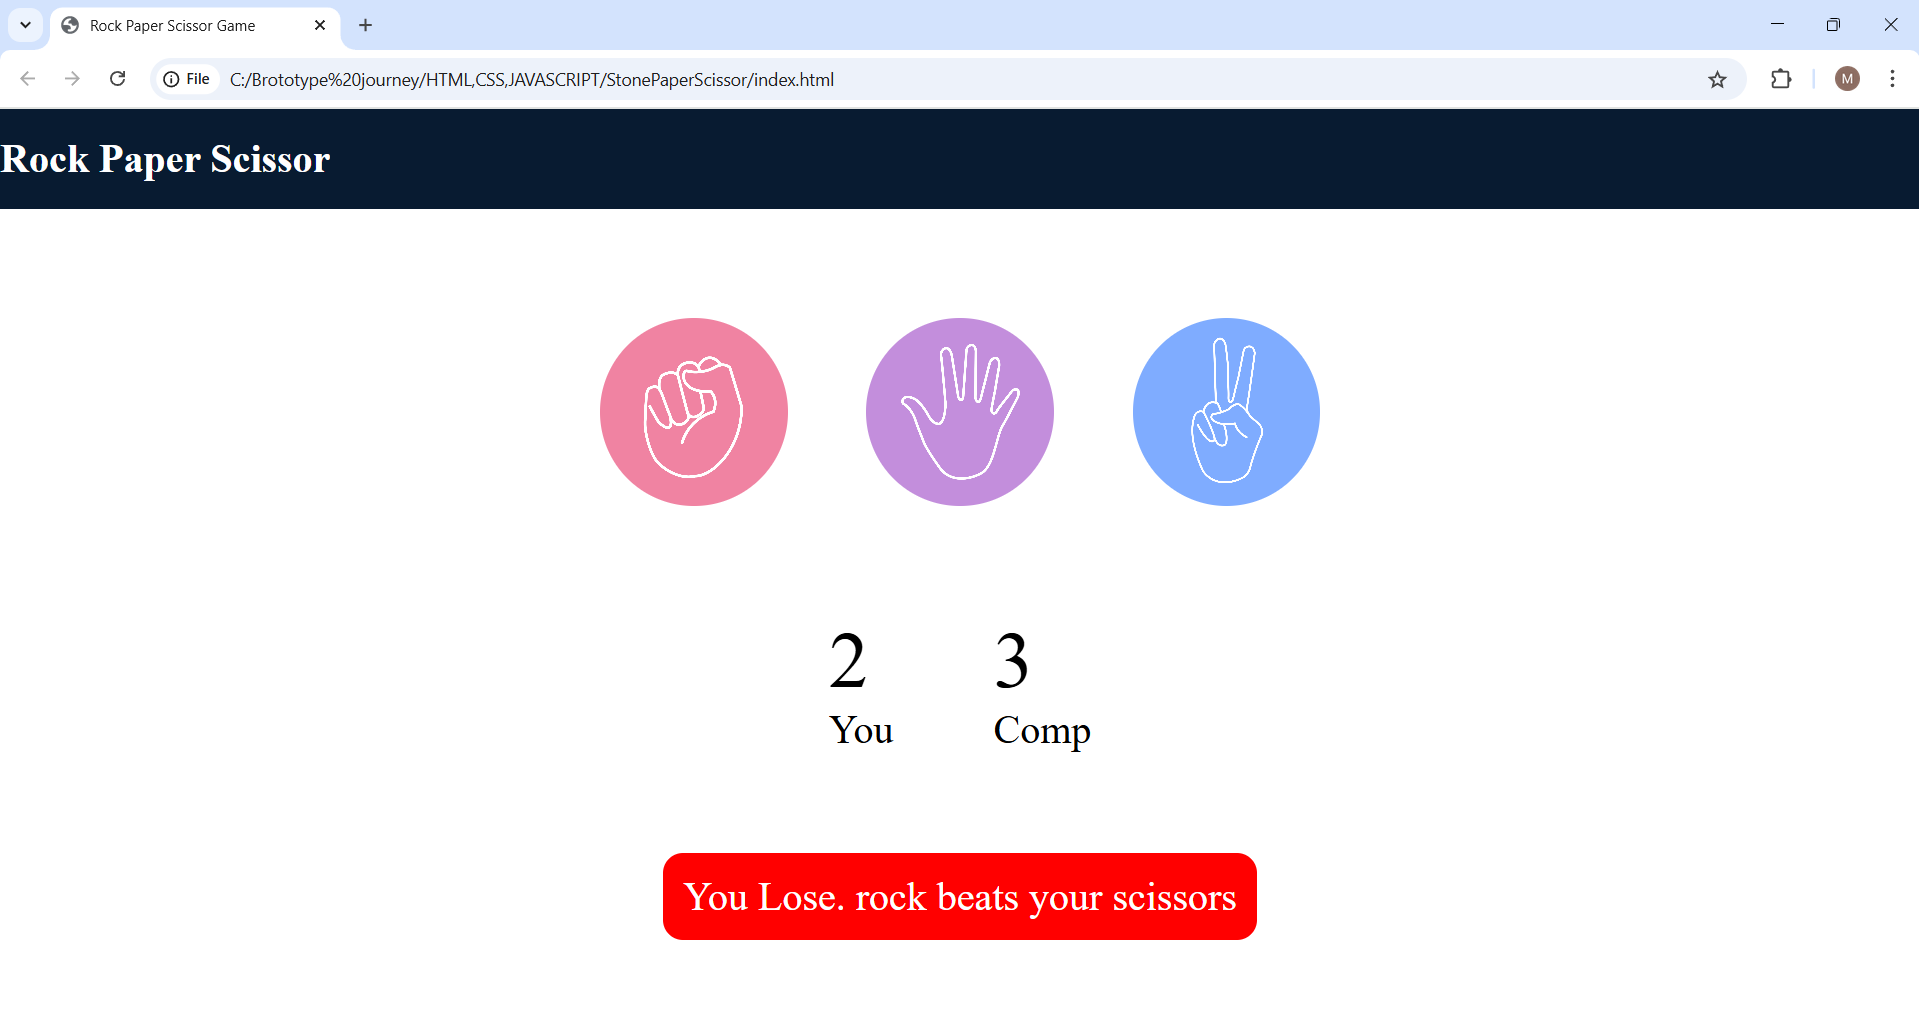 Rock Paper Scissor Game
File
C:/Brototype%20journey/HTML,CSS,JAVASCRIPT/StonePaperScissor/index.html
M
Rock Paper Scissor
2
3
You
Comp
You Lose. rock beats your scissors